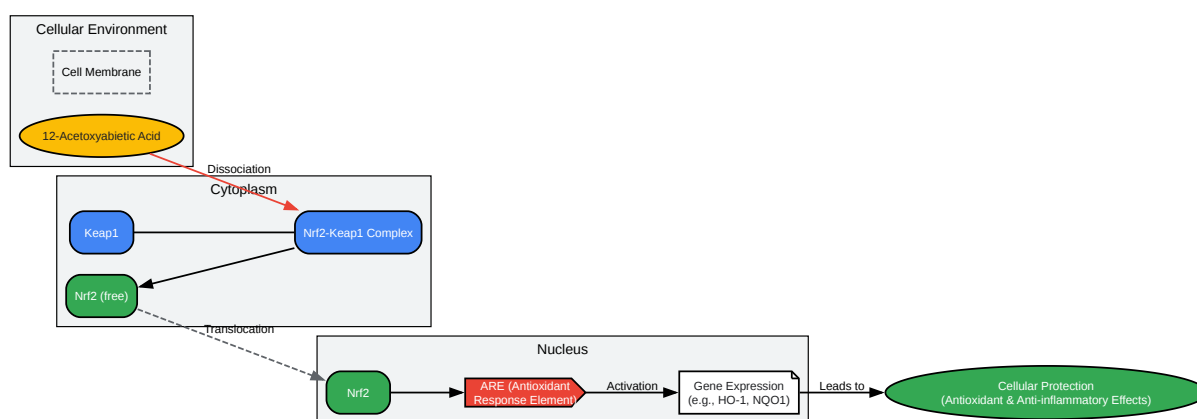 Cellular Environment
Cell Membrane
12-Acetoxyabietic Acid
Dissociation
Cytoplasm
Keap1
Nrf2-Keap1 Complex
Nrf2 (free)
Translocation
Nucleus
Nrf2
ARE (Antioxidant
Response Element)
Activation
Gene Expression
(e.g., HO-1, NQO1)
Leads to
Cellular Protection
(Antioxidant & Anti-inflammatory Effects)